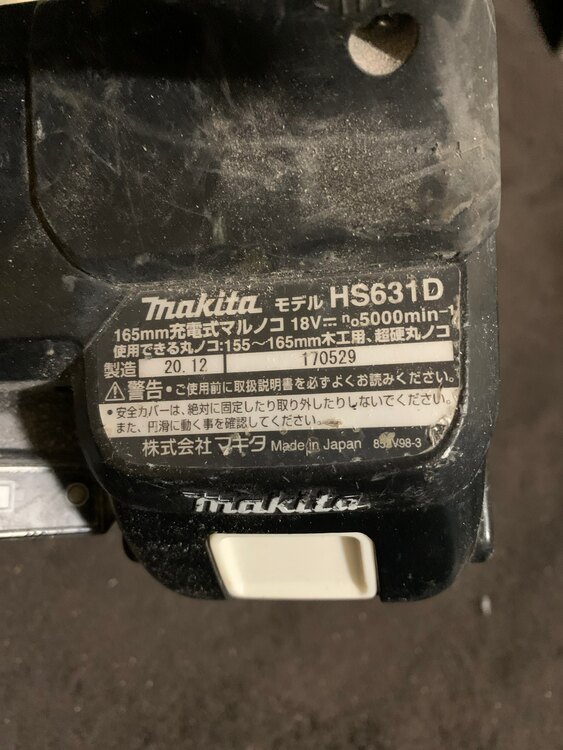 makita モデル HS631D
165mm充電式マルノコ 18V⎓ n₀5000min⁻¹
使用できる丸ノコ:155～165mm木工用、超硬丸ノコ
製造 20.12 170529
⚠警告・ご使用前に取扱説明書を必ずよくお読みください。
・安全カバーは、絶対に固定したり取り外したりしないでください。
また、円滑に動く事を確認してください。
株式会社マキタ Made in Japan
makita